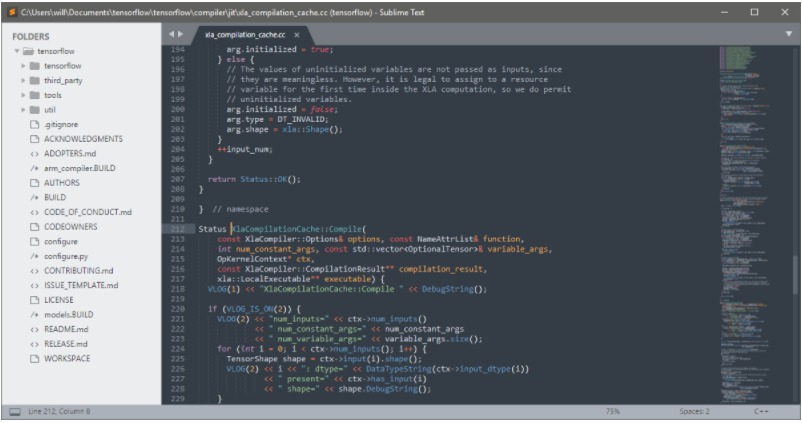 C:\Users\will\Documents\tensorflow\tensorflow\compiler\jit\xla_compilation_cache.cc (tensorflow) - Sublime Text
FOLDERS
tensorflow
tensorflow
third_party
tools
util
.gitignore
ACKNOWLEDGMENTS
ADOPTERS.md
arm_compiler.BUILD
AUTHORS
BUILD
CODE_OF_CONDUCT.md
CODEOWNERS
configure
configure.py
CONTRIBUTING.md
ISSUE_TEMPLATE.md
LICENSE
models.BUILD
README.md
RELEASE.md
WORKSPACE
xla_compilation_cache.cc
194 arg.initialized = true;
195 } else {
196 // The values of uninitialized variables are not passed as inputs, since
197 // they are meaningless. However, it is legal to assign to a resource
198 // variable for the first time inside the XLA computation, so we do permit
199 // uninitialized variables.
200 arg.initialized = false;
201 arg.type = DT_INVALID;
202 arg.shape = xla::Shape();
203 }
204 ++input_num;
205 }
206
207 return Status::OK();
208 }
209
210 } // namespace
211
212 Status XlaCompilationCache::Compile(
213 const XlaCompiler::Options& options, const NameAttrList& function,
214 int num_constant_args, const std::vector<OptionalTensor>& variable_args,
215 OpKernelContext* ctx,
216 const XlaCompiler::CompilationResult** compilation_result,
217 xla::LocalExecutable** executable) {
218 VLOG(1) << "XlaCompilationCache::Compile " << DebugString();
219
220 if (VLOG_IS_ON(2)) {
221 VLOG(2) << "num_inputs=" << ctx->num_inputs()
222 << " num_constant_args=" << num_constant_args
223 << " num_variable_args=" << variable_args.size();
224 for (int i = 0; i < ctx->num_inputs(); i++) {
225 TensorShape shape = ctx->input(i).shape();
226 VLOG(2) << i << ": dtype=" << DataTypeString(ctx->input_dtype(i))
227 << " present=" << ctx->has_input(i)
228 << " shape=" << shape.DebugString();
229 }
Line 212, Column 8
75%
Spaces: 2
C++